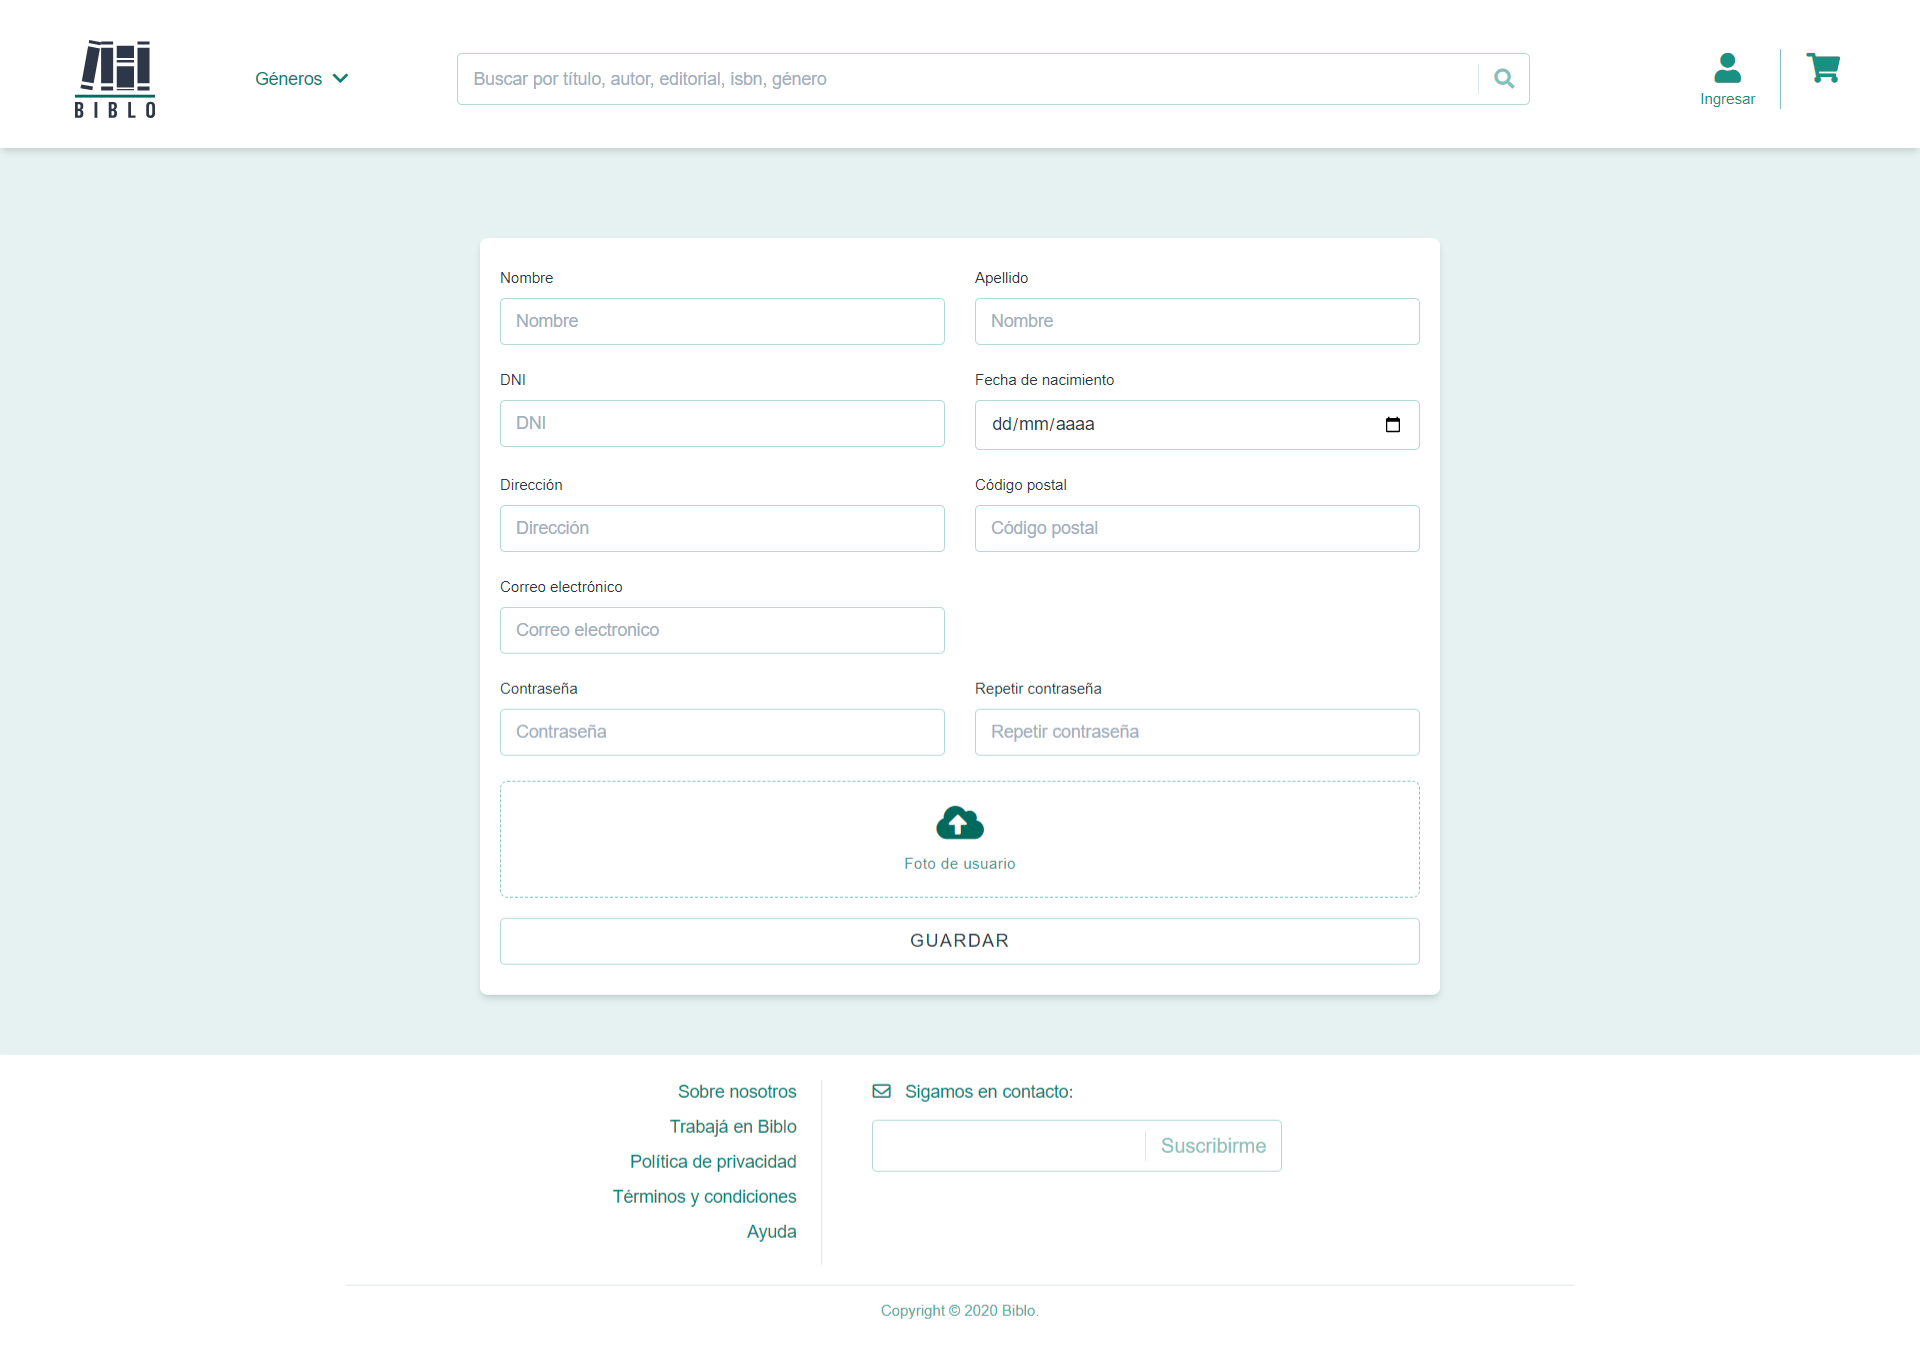 BIBLO
Géneros
Buscar por título, autor, editorial, isbn, género
Ingresar
Nombre
Apellido
Nombre
Nombre
DNI
Fecha de nacimiento
DNI
dd/mm/aaaa
Dirección
Código postal
Dirección
Código postal
Correo electrónico
Correo electronico
Contraseña
Repetir contraseña
Contraseña
Repetir contraseña
Foto de usuario
GUARDAR
Sobre nosotros
Trabajá en Biblo
Política de privacidad
Términos y condiciones
Ayuda
Sigamos en contacto:
Suscribirme
Copyright © 2020 Biblo.